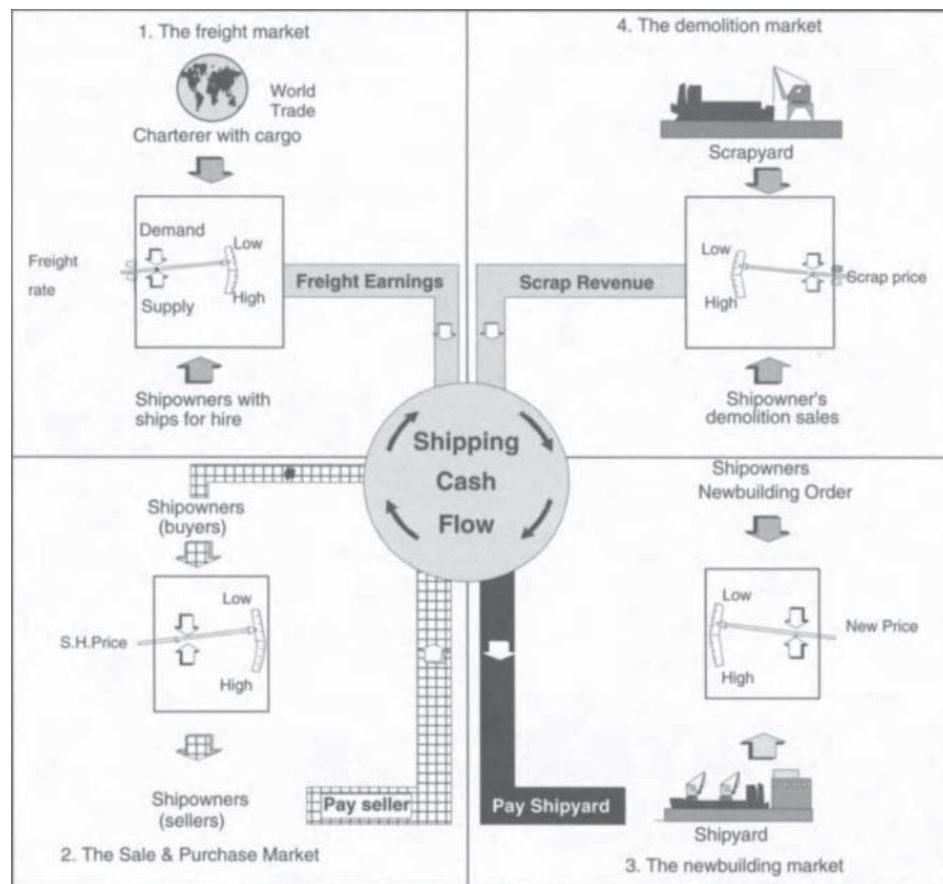 1. The freight market
World
Trade
Charterer with cargo
Demand
Low
Freight
rate
High
Supply
Freight Earnings
Shipowners with
ships for hire
4. The demolition market
Scrapyard
Low
High
Scrap price
Scrap Revenue
Shipowner's
demolition sales
Shipping
Cash
Flow
Shipowners
(buyers)
Low
S.H.Price
High
Shipowners
(sellers)
Pay seller
2. The Sale & Purchase Market
Shipowners
Newbuilding Order
Low
New Price
High
Pay Shipyard
Shipyard
3. The newbuilding market